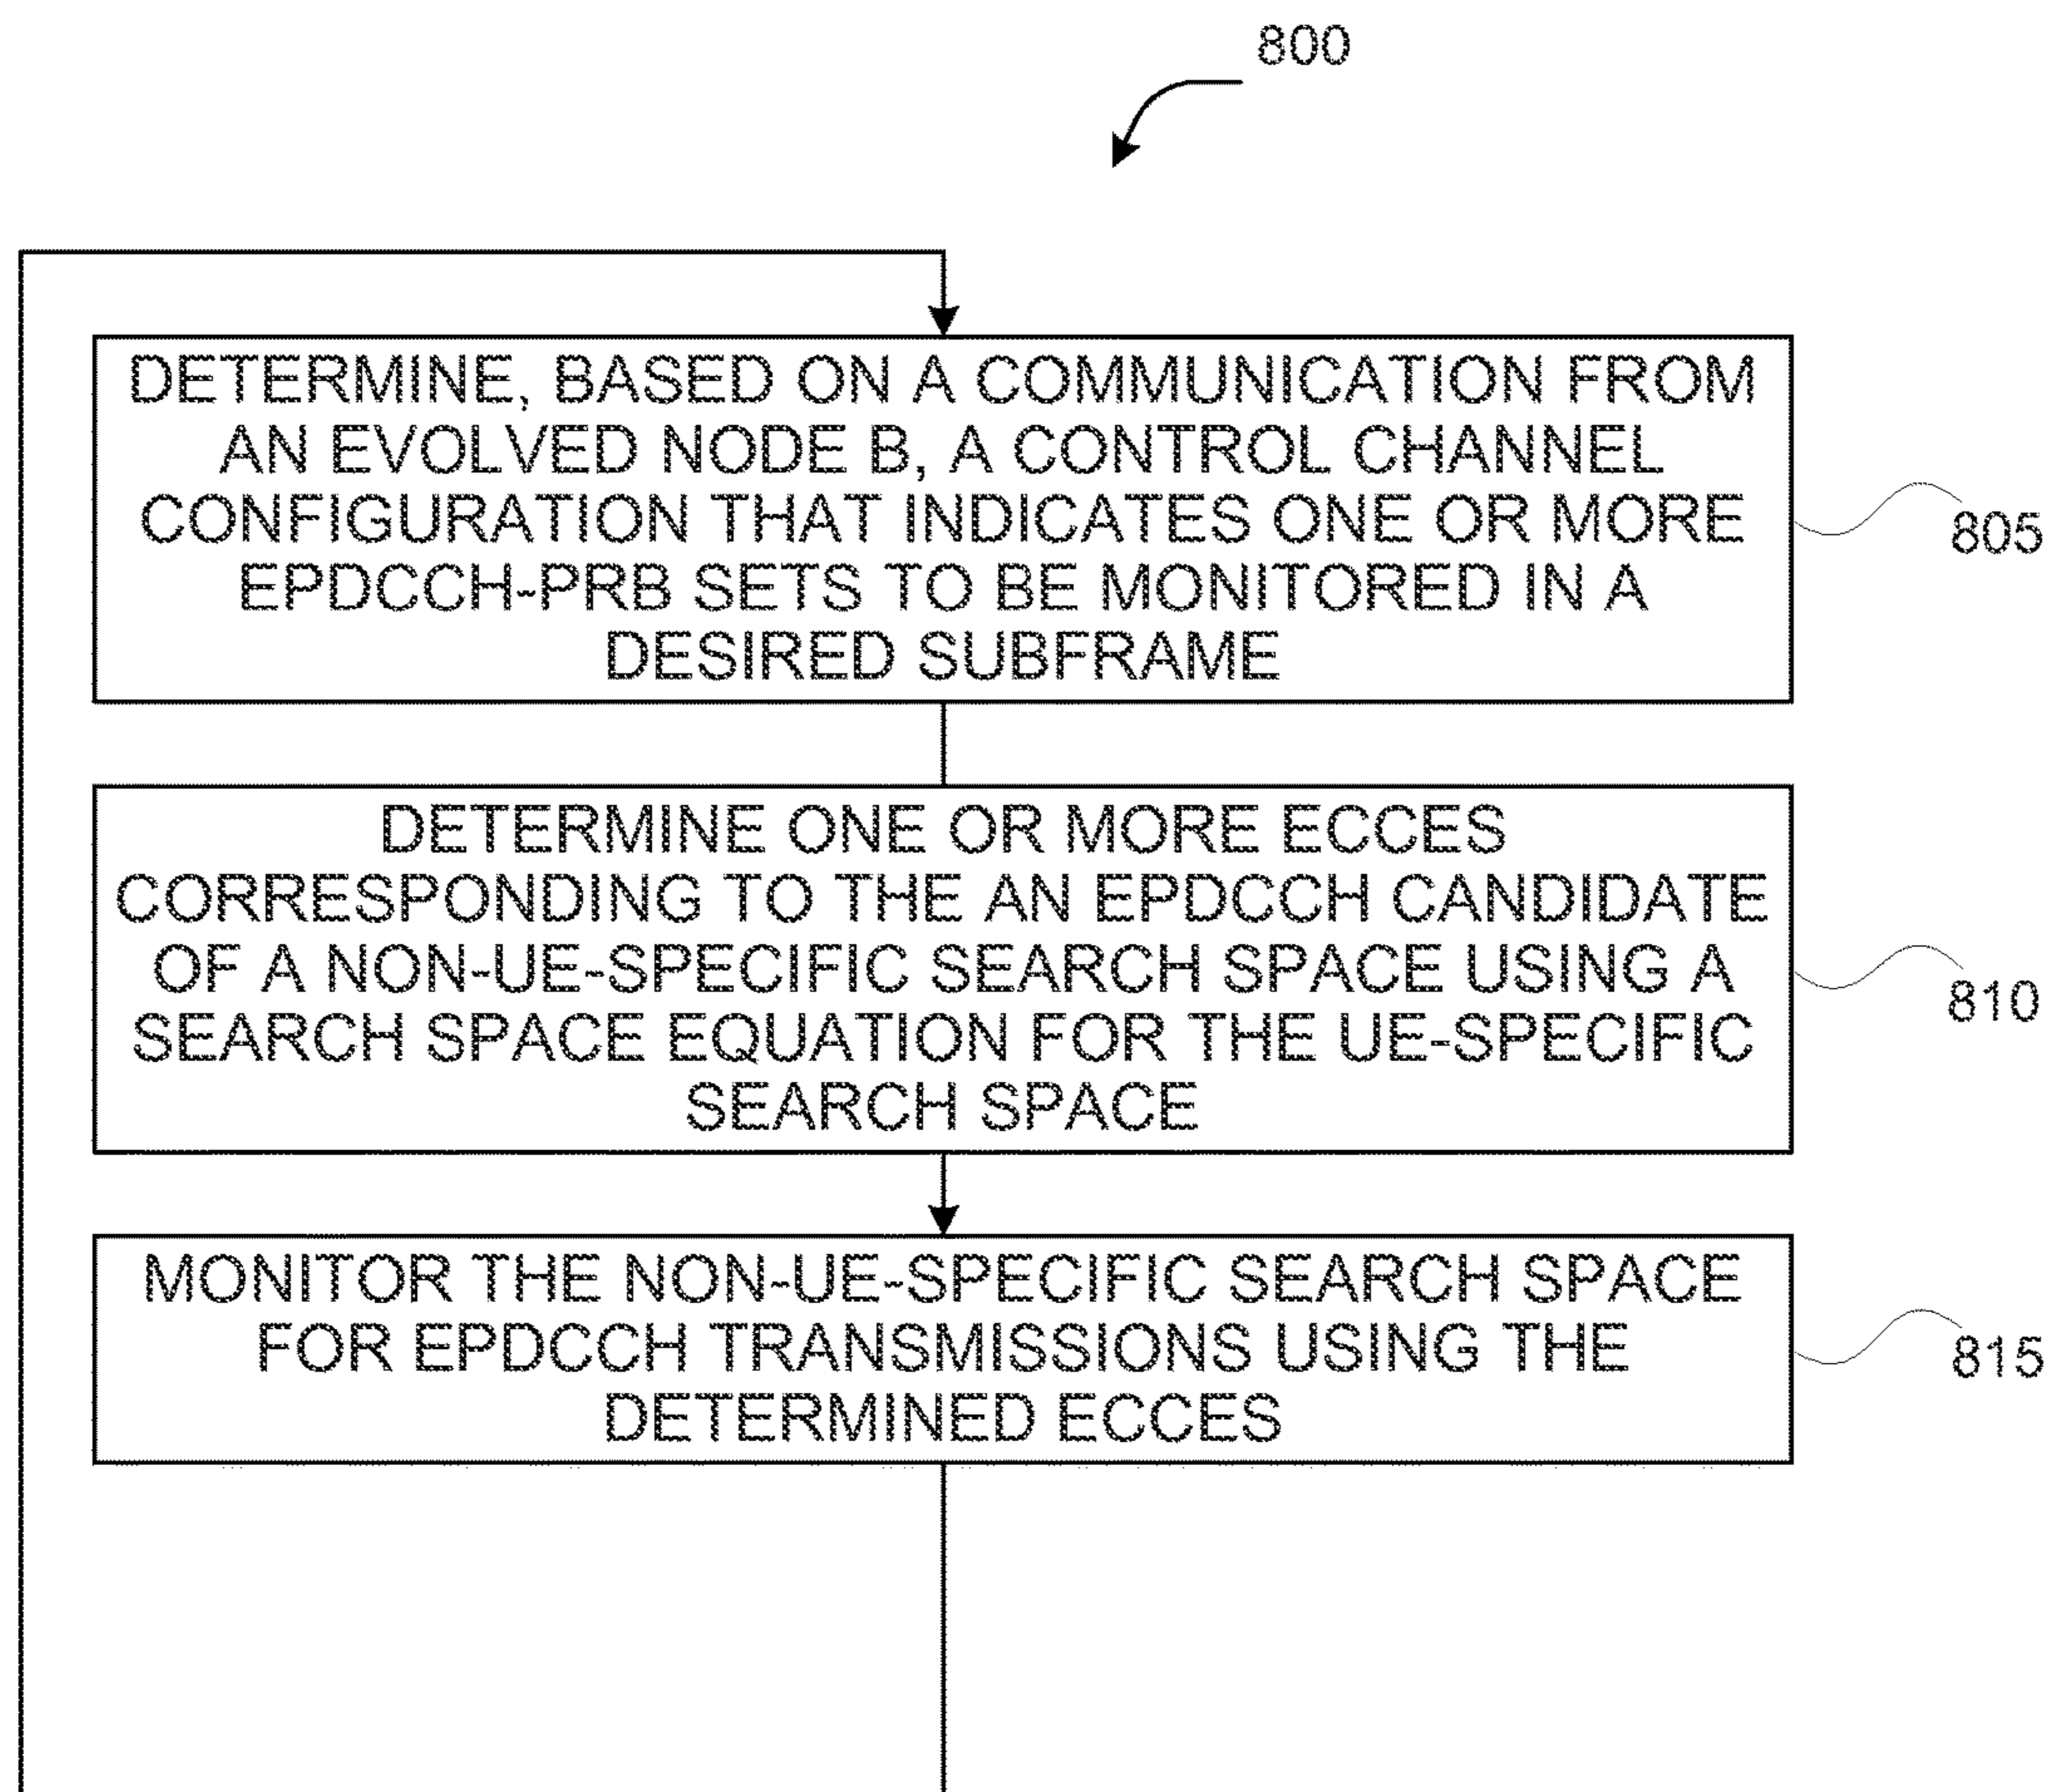 800
DETERMINE, BASED ON A COMMUNICATION FROM
AN EVOLVED NODE B, A CONTROL CHANNEL
CONFIGURATION THAT INDICATES ONE OR MORE
EPDCCH-PRB SETS TO BE MONITORED IN A
DESIRED SUBFRAME
805
DETERMINE ONE OR MORE ECCES
CORRESPONDING TO THE AN EPDCCH CANDIDATE
OF A NON-UE-SPECIFIC SEARCH SPACE USING A
SEARCH SPACE EQUATION FOR THE UE-SPECIFIC
SEARCH SPACE
810
MONITOR THE NON-UE-SPECIFIC SEARCH SPACE
FOR EPDCCH TRANSMISSIONS USING THE
DETERMINED ECCES
815